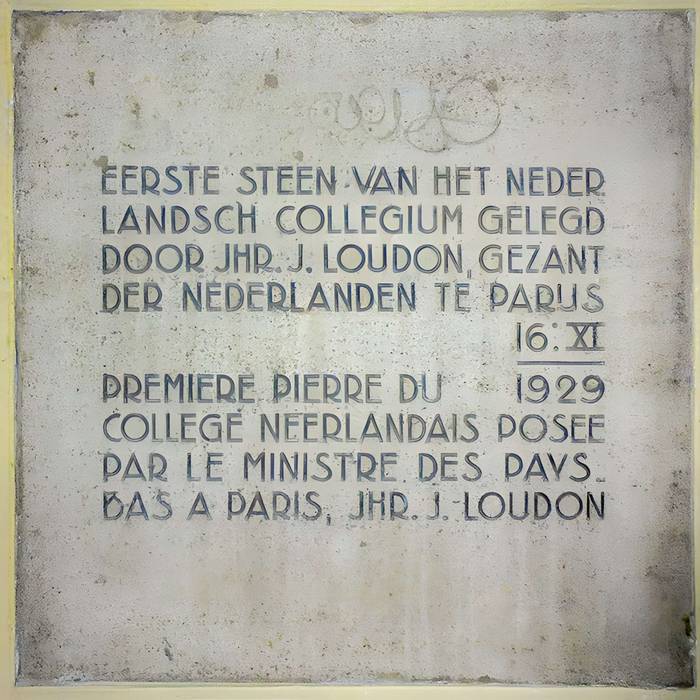 EERSTE STEEN VAN HET NEDER
LANDSCH COLLEGIUM GELEGD
DOOR JHR. J. LOUDON, GEZANT
DER NEDERLANDEN TE PARIJS
16. XI
1929
PREMIERE PIERRE DU
COLLEGE NEERLANDAIS POSEE
PAR LE MINISTRE DES PAYS-
BAS A PARIS, JHR. J. LOUDON